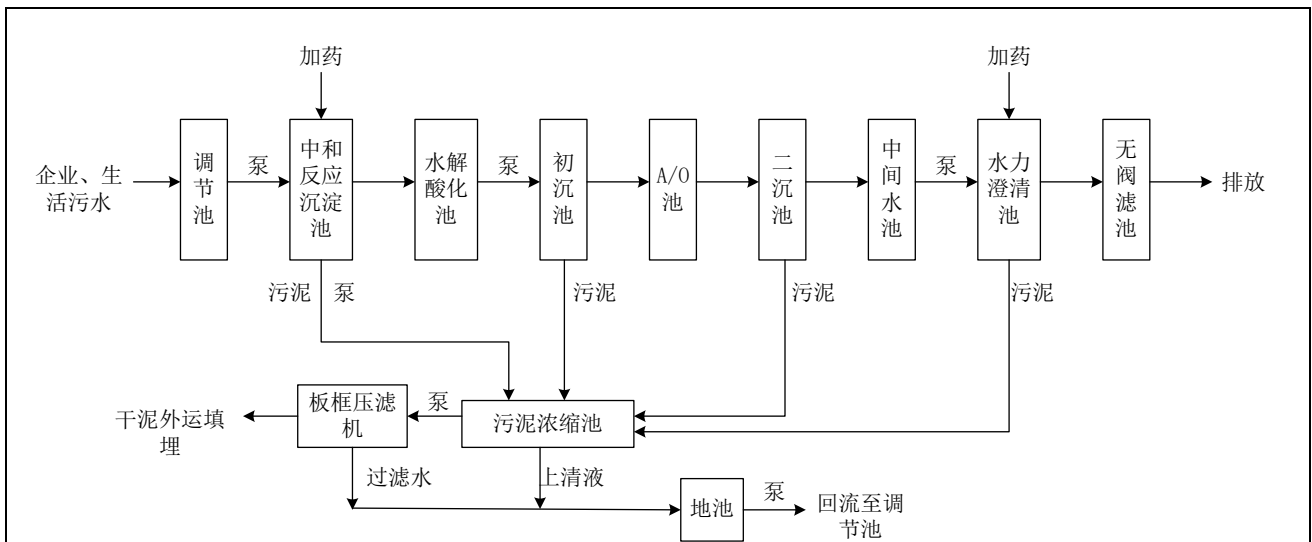 加药
加药
企业、生
活污水
调
节
池
泵
中和
反应
沉淀
池
水解
酸化
池
泵
初
沉
池
A/O
池
二
沉
池
中
间
水
池
泵
水力
澄清
池
无
阀
滤
池
排放
污泥
泵
污泥
污泥
污泥
干泥外运填
埋
板框压滤
机
泵
污泥浓缩池
过滤水
上清液
地池
泵
回流至调
节池